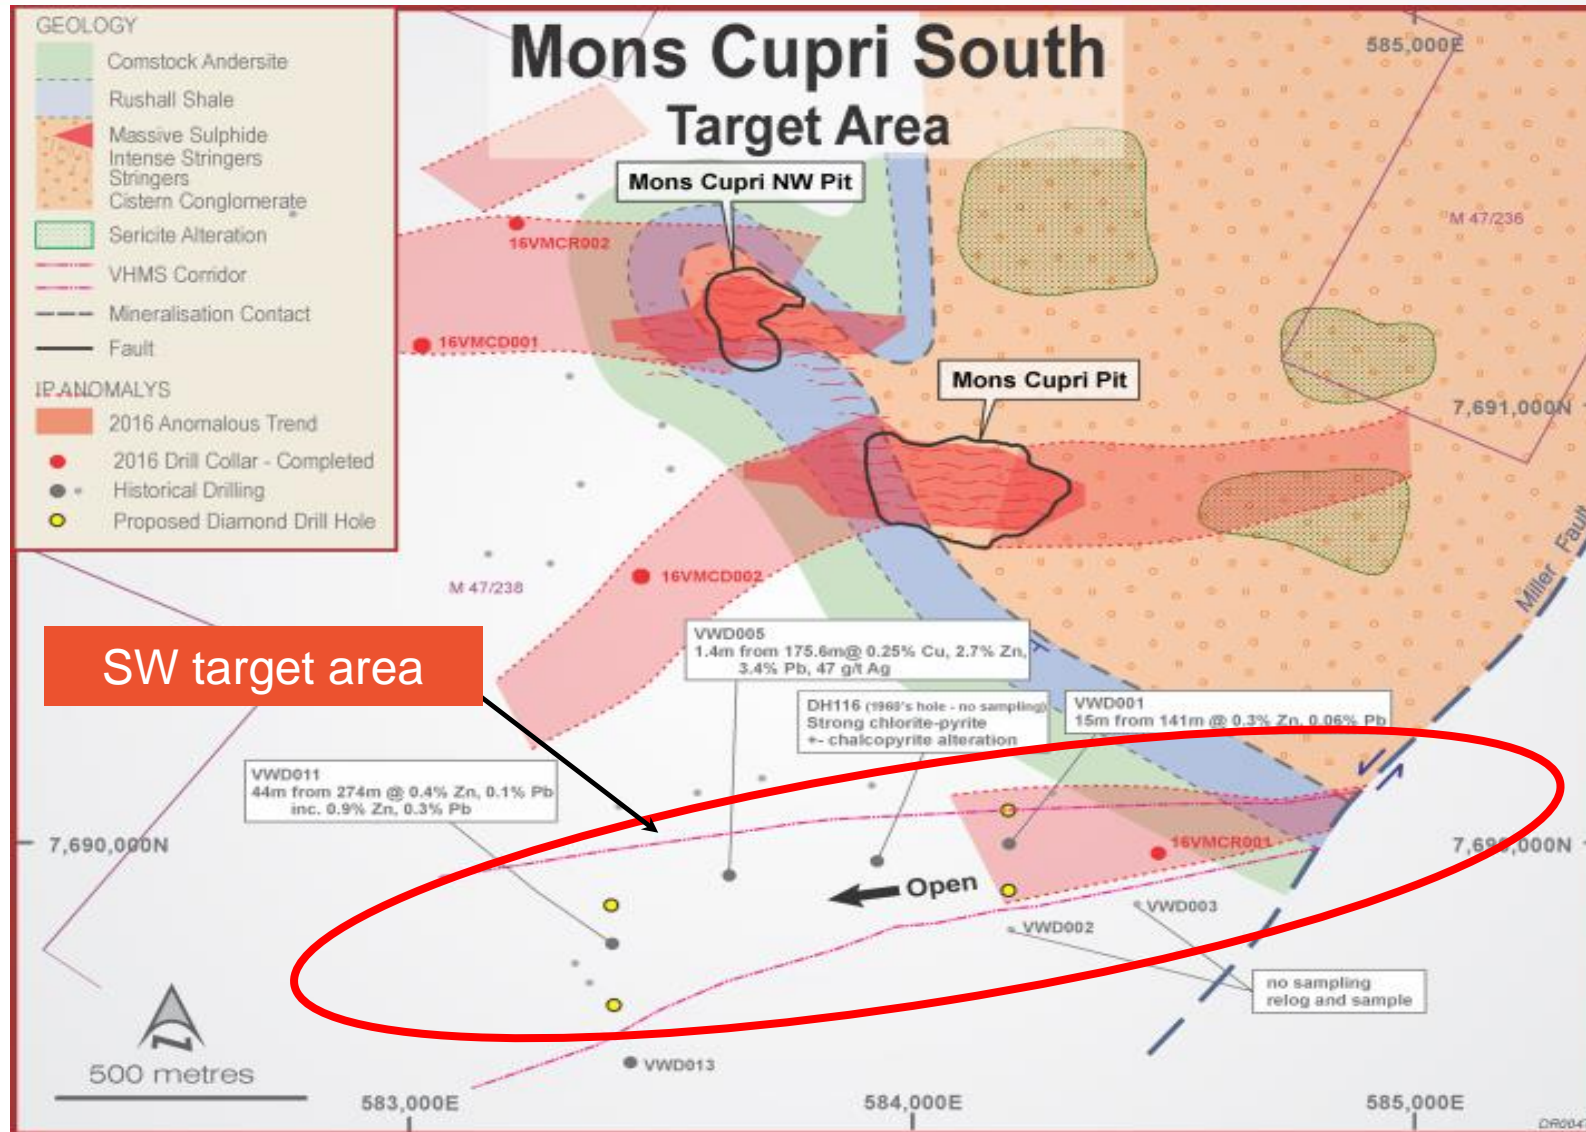 GEOLOGY
Comstock Andersite
Rushall Shale
Massive Sulphide
Intense Stringers
Stringers
Cistern Conglomerate
Sericite Alteration
VHMS Corridor
Mineralisation Contact
Fault
IP ANOMALYS
2016 Anomalous Trend
2016 Drill Collar - Completed
Historical Drilling
Proposed Diamond Drill Hole
Mons Cupri South
Target Area
585,000E
Mons Cupri NW Pit
M 47/236
16VMCR002
16VMCD001
Mons Cupri Pit
7,691,000N
Miller Fault
16VMCD002
M 47/238
SW target area
VWD005
1.4m from 175.6m@ 0.25% Cu, 2.7% Zn,
3.4% Pb, 47 g/t Ag
DH116 (1960's hole - no sampling)
Strong chlorite-pyrite
+- chalcopyrite alteration
VWD001
15m from 141m @ 0.3% Zn, 0.06% Pb
VWD011
44m from 274m @ 0.4% Zn, 0.1% Pb
inc. 0.9% Zn, 0.3% Pb
7,690,000N
16VMCR001
7,690,000N
Open
VWD003
VWD002
no sampling
relog and sample
N
500 metres
VWD013
583,000E
584,000E
585,000E